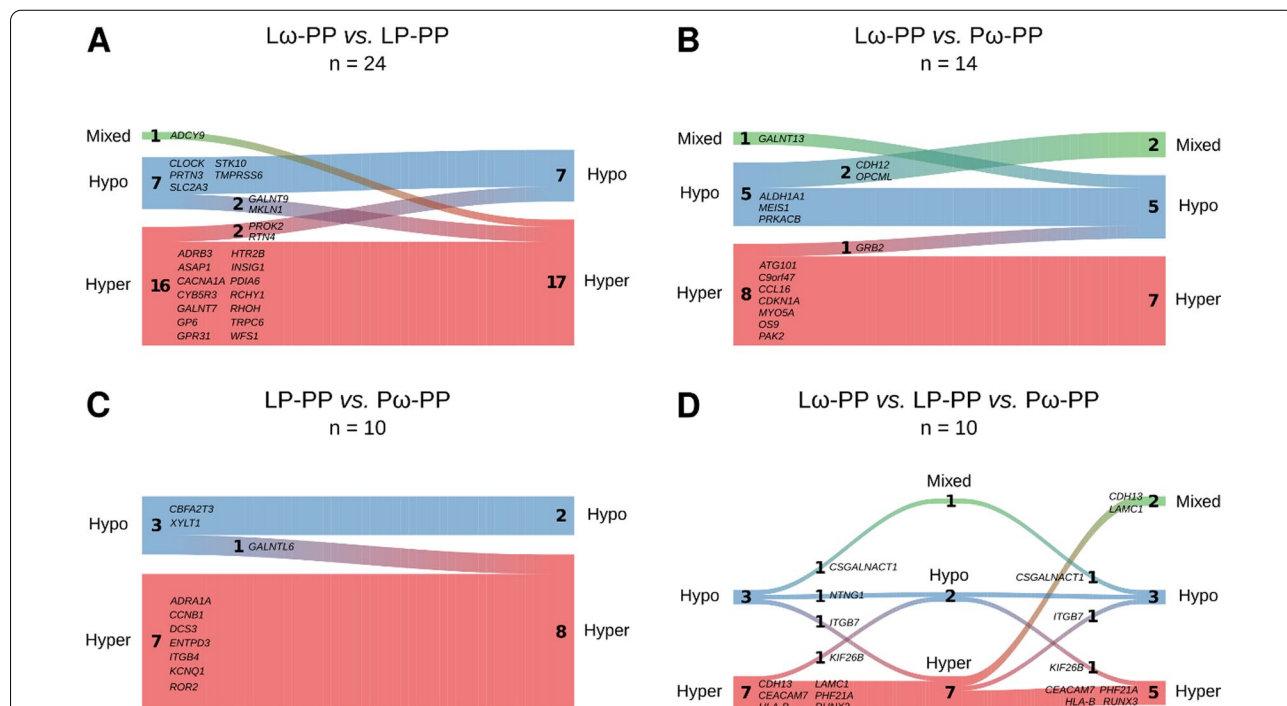 A
Lω-PP vs. LP-PP
n = 24
Mixed 1 ADCY9
Hypo 7
CLOCK STK10
PRTN3 TMPRSS6
SLC2A3
7 Hypo
2 GALNT9
MKLN1
2 PROK2
RTN4
Hyper 16
ADRB3 HTR2B
ASAP1 INSIG1
CACNA1A PDIA6
CYB5R3 RCHY1
GALNT7 RHOH
GP6 TRPC6
GPR31 WFS1
17 Hyper
B
Lω-PP vs. Pω-PP
n = 14
Mixed 1 GALNT13
2 Mixed
Hypo 5
2 CDH12
OPCML
ALDH1A1
MEIS1
PRKACB
5 Hypo
1 GRB2
Hyper 8
ATG101
C9orf47
CCL16
CDKN1A
MYO5A
OS9
PAK2
7 Hyper
C
LP-PP vs. Pω-PP
n = 10
Hypo 3
CBFA2T3
XYLT1
2 Hypo
1 GALNTL6
Hyper 7
ADRA1A
CCNB1
DCS3
ENTPD3
ITGB4
KCNQ1
ROR2
8 Hyper
D
Lω-PP vs. LP-PP vs. Pω-PP
n = 10
Mixed
1
CDH13
LAMC1
2 Mixed
1 CSGALNACT1
CSGALNACT1 1
Hypo
Hypo 3
1 NTNG1
2
3 Hypo
1 ITGB7
ITGB7 1
1 KIF26B
Hyper
KIF26B 1
Hyper 7
CDH13 LAMC1
CEACAM7 PHF21A
HLA-B RUNX3
7
CEACAM7 PHF21A
HLA-B RUNX3
5 Hyper